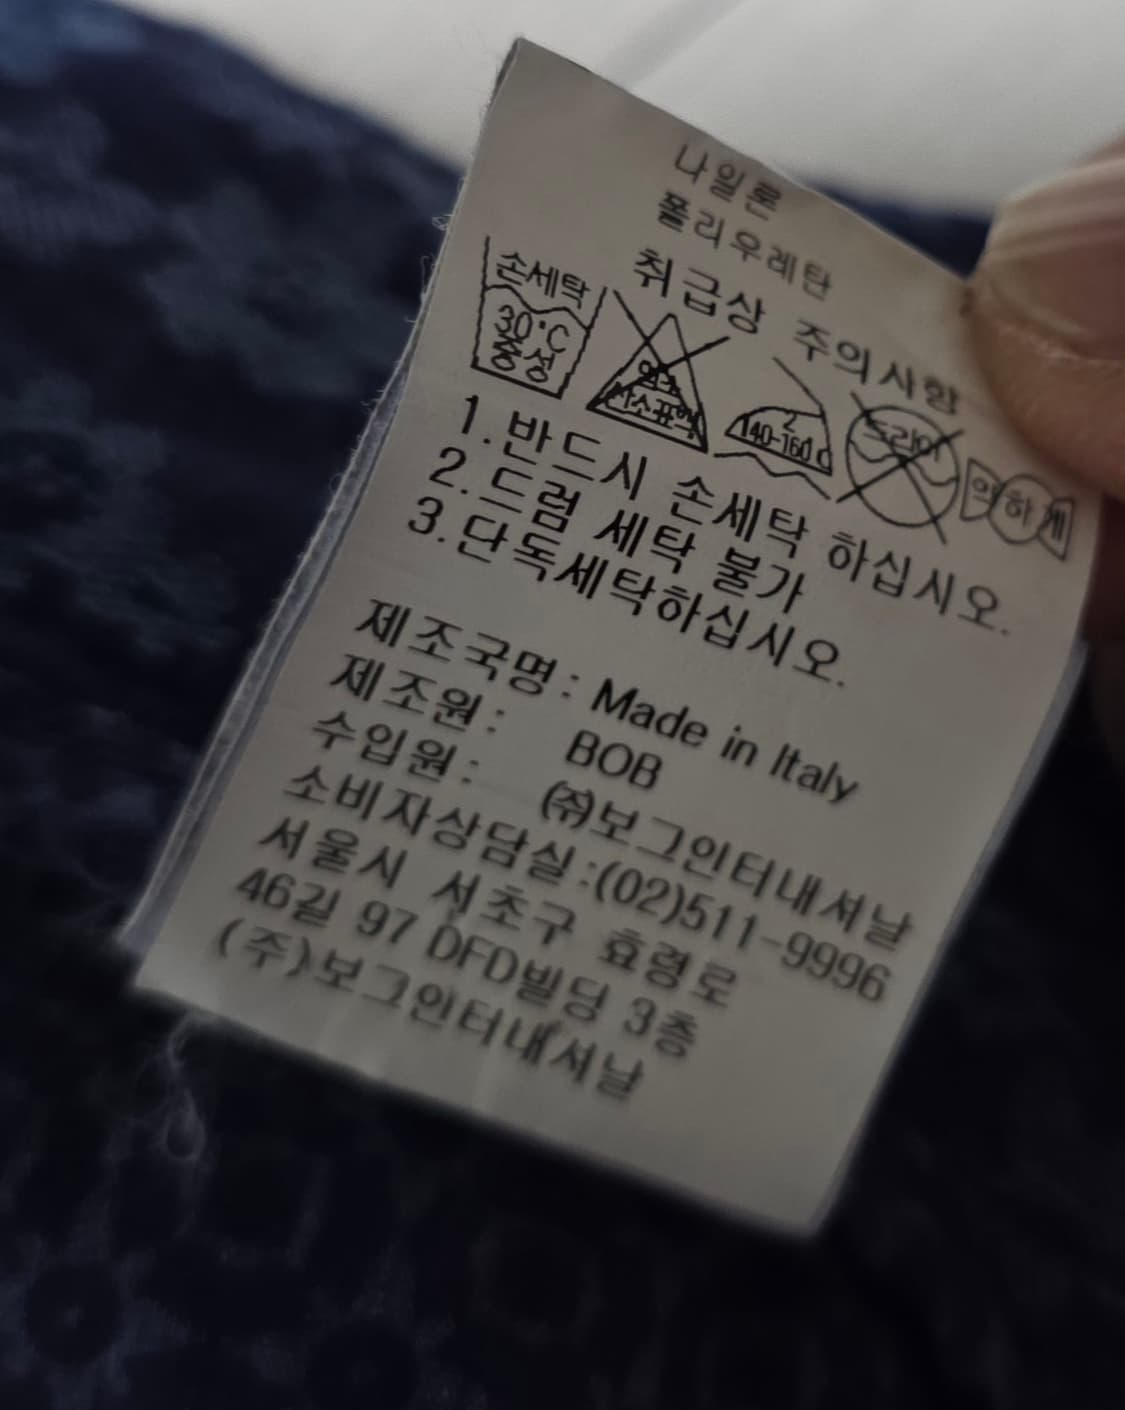 나일론
폴리우레탄
취급상 주의사항
손세탁
30°C
중성
염소
산소표백
2
140-160℃
드라이
약하게
1.반드시 손세탁 하십시오.
2.드럼 세탁 불가
3.단독세탁하십시오.
제조국명: Made in Italy
제조원: BOB
수입원: ㈜보그인터내셔날
소비자상담실:(02)511-9996
서울시 서초구 효령로
46길 97 DFD빌딩 3층
(주)보그인터내셔날